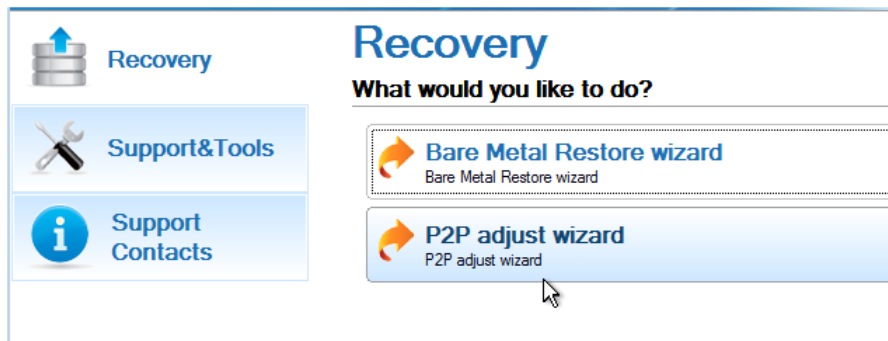 Recovery
Support&Tools
Support
Contacts
Recovery
What would you like to do?
Bare Metal Restore wizard
Bare Metal Restore wizard
P2P adjust wizard
P2P adjust wizard